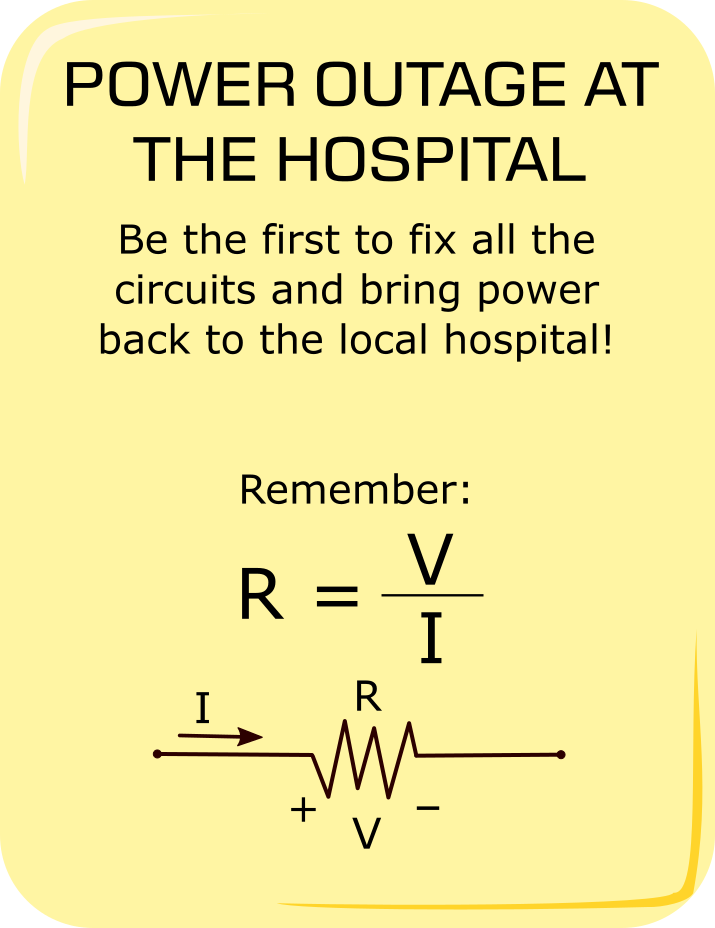 POWER OUTAGE AT
THE HOSPITAL
Be the first to fix all the
circuits and bring power
back to the local hospital!
Remember:
R = V
I
I
R
+ −
V